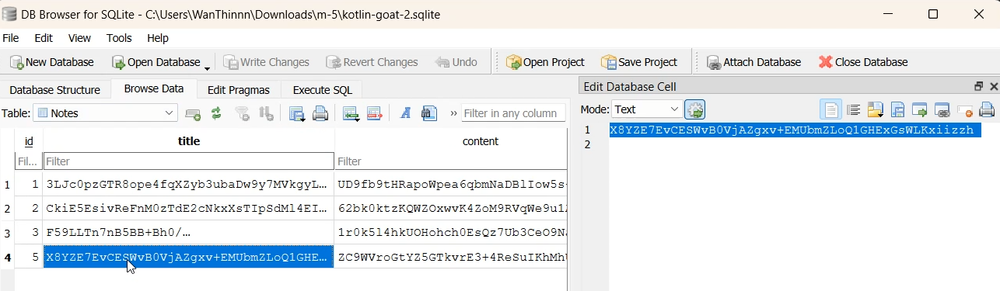 DB Browser for SQLite - C:\Users\WanThinnn\Downloads\m-5\kotlin-goat-2.sqlite
File Edit View Tools Help
New Database Open Database Write Changes Revert Changes Undo Open Project Save Project Attach Database Close Database
Database Structure Browse Data Edit Pragmas Execute SQL
Table: Notes » Filter in any column
id title content
Fil... Filter Filter
1 1 3LJc0pzGTR8ope4fqXZyb3ubaDw9y7MVkgyL... UD9fb9tHRapoWpea6qbmNaDBlIow5s
2 2 CkiE5EsivReFnM0zTdE2cNkxXsTIpSdMl4EI... 62bk0ktzKQWZOxwvK4ZoM9RVqWe9u1
3 3 F59LLTn7nB5BB+Bh0/... 1r0k5l4hkUOHohch0EsQz7Ub3CeO9N
4 5 X8YZE7EvCESWvB0VjAZgxv+EMUbmZLoQ1GHE... ZC9WVroGtYZ5GTkvrE3+4ReSuIKhMh
Edit Database Cell
Mode: Text
1 X8YZE7EvCESWvB0VjAZgxv+EMUbmZLoQ1GHExGsWLKxiizzh
2